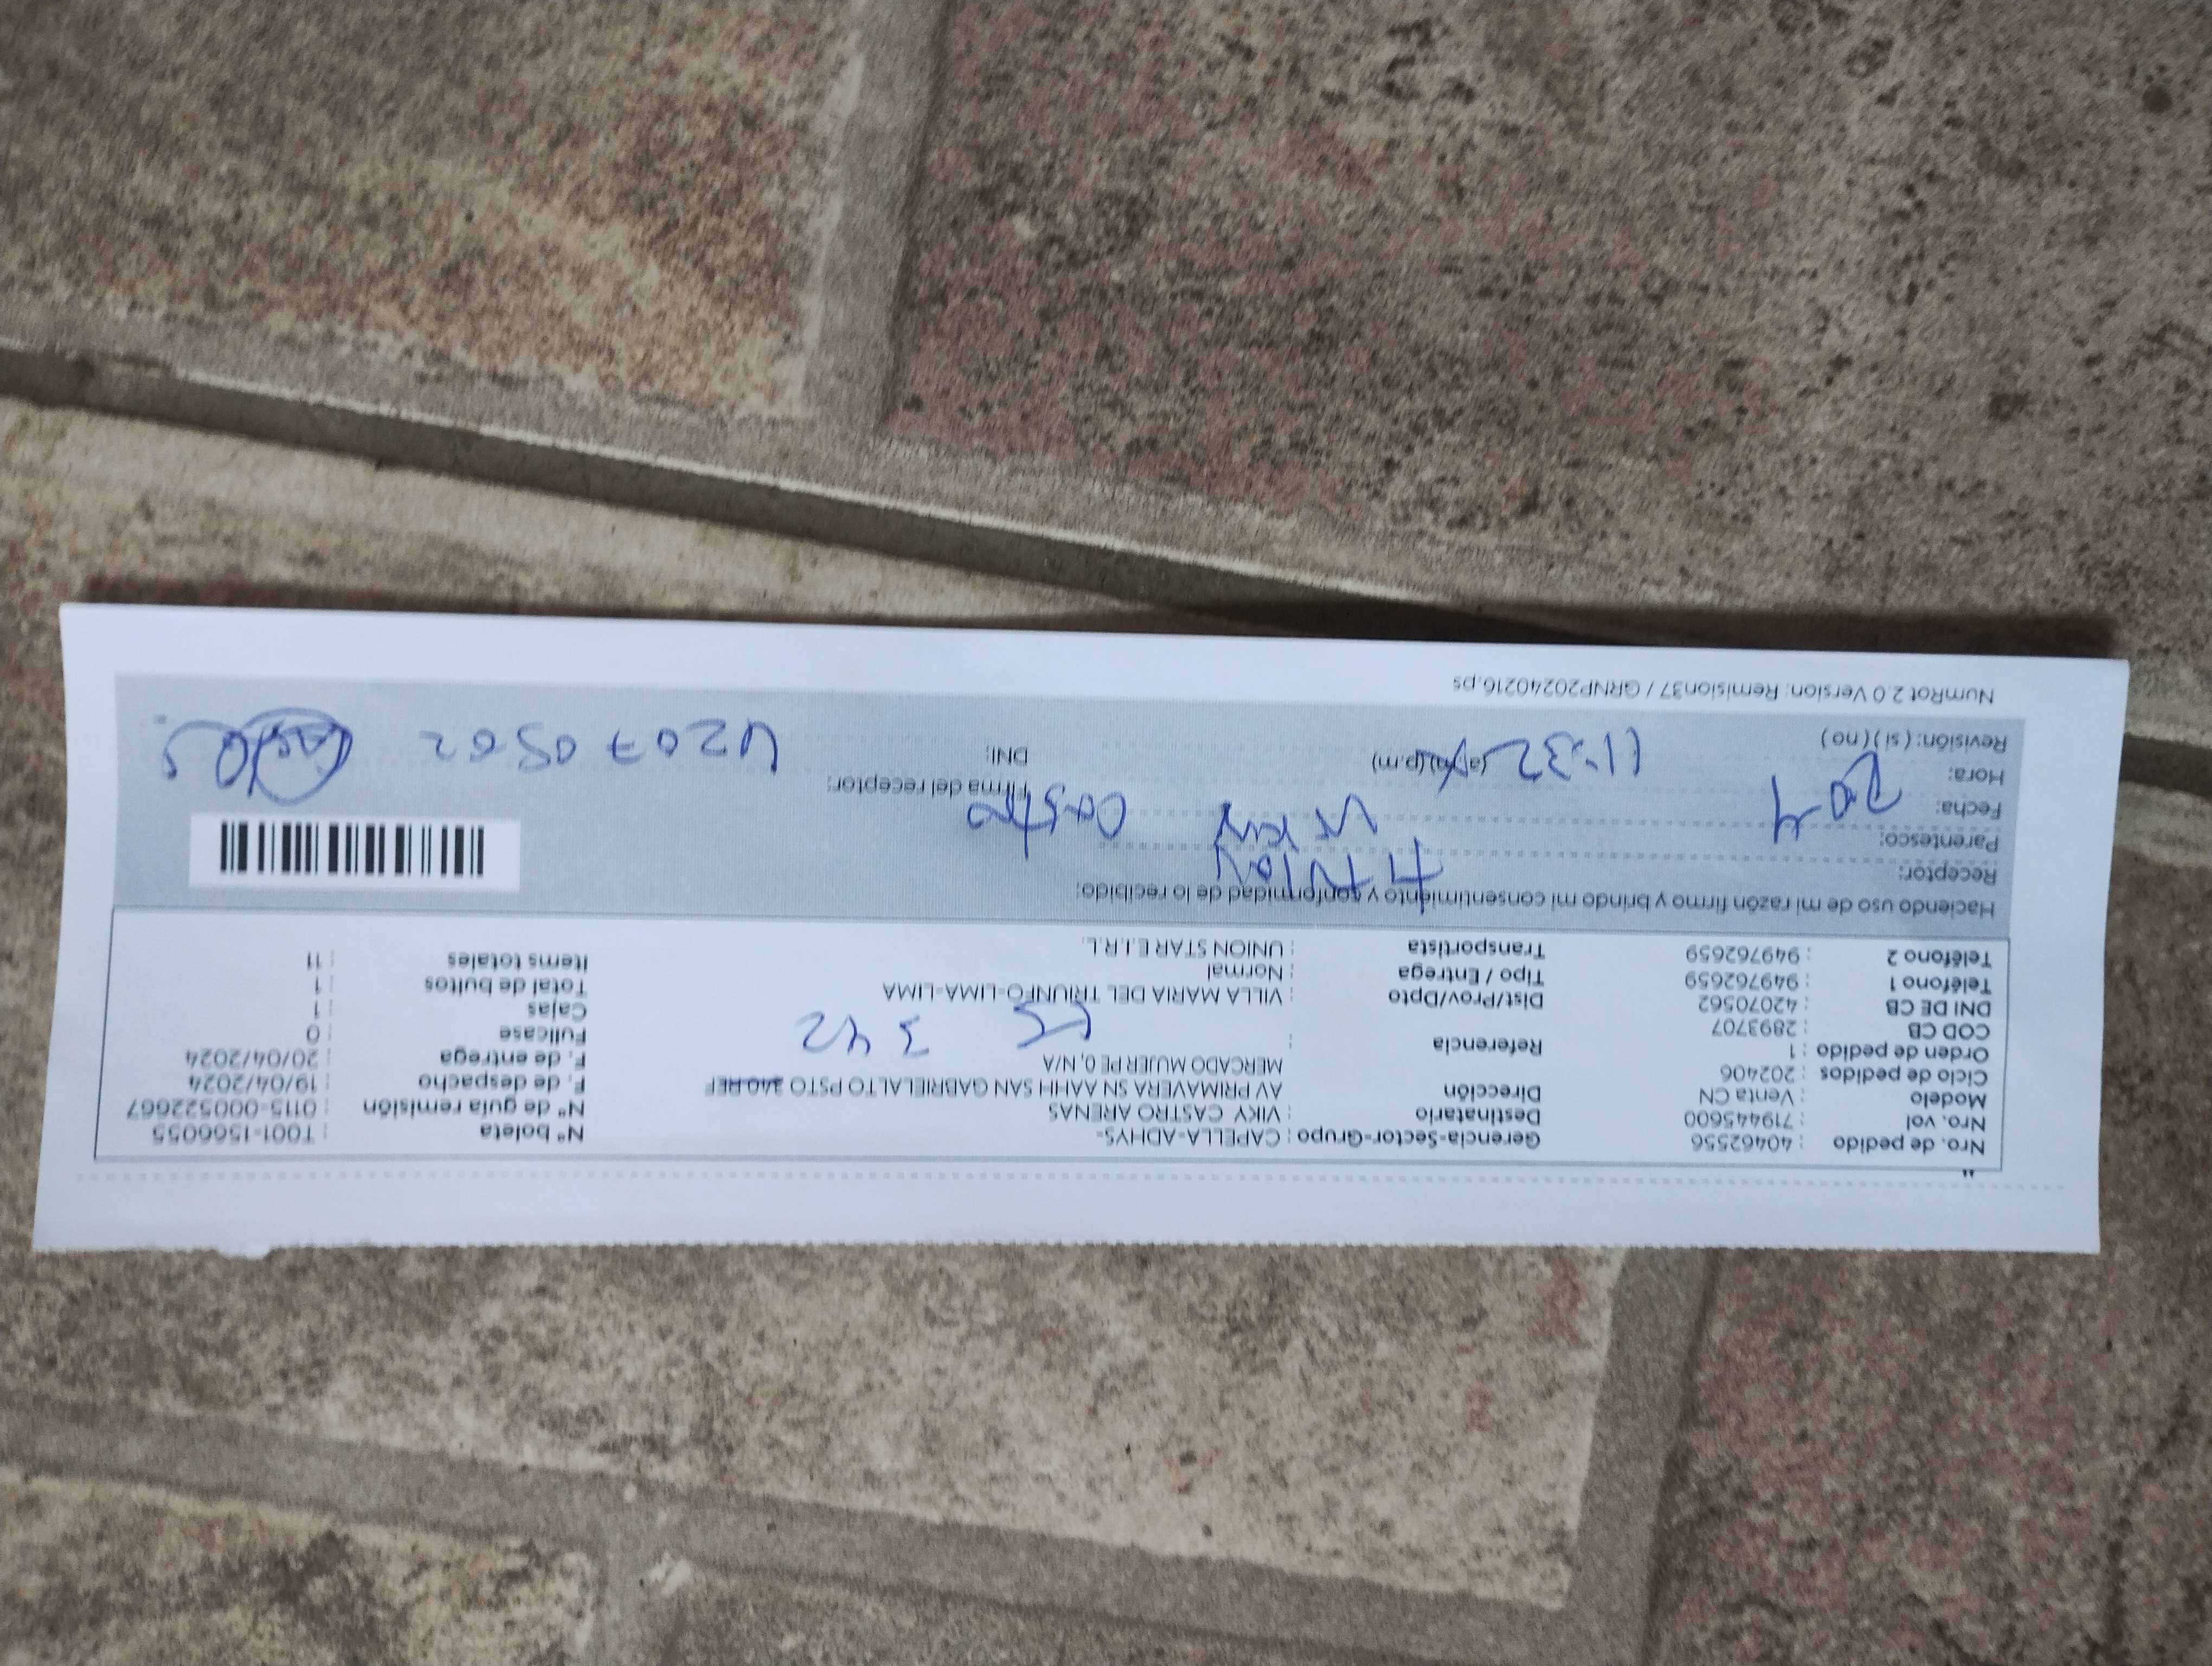 Nro. de pedido : 40462556
Nro. vol : 719445600
Modelo : Venta CN
Ciclo de pedidos : 202406
Orden de pedido : 1
COD CB : 2893707
DNI DE CB : 42070562
Teléfono 1 : 949762659
Teléfono 2 : 949762659
Gerencia-Sector-Grupo : CAPELLA-ADHYS-
Destinatario : VIKY CASTRO ARENAS
Dirección AV PRIMAVERA SN AAHH SAN GABRIELALTO PSTO 340 REF
MERCADO MUJER PE 0, N/A
Referencia :
342
Dist/Prov/Dpto : VILLA MARIA DEL TRIUNFO-LIMA-LIMA
Tipo / Entrega : Normal
Transportista : UNION STAR E.I.R.L.
Nº boleta : T001-1566055
Nº de guía remisión : 0115-000522667
F. de despacho : 19/04/2024
F. de entrega : 20/04/2024
Fullcase : 0
Cajas : 1
Total de bultos : 1
Items totales : 11
Haciendo uso de mi razón firmo y brindo mi consentimiento y conformidad de lo recibido:
Receptor:
Parentesco: Titular
Fecha: 20 4 Viky Castro
Hora: 11:32 (a.m) (p.m)
Revisión: ( si ) ( no )
Firma del receptor:
DNI: 42070562
Castro
NumRot 2.0 Version: Remision37 / GRNP20240216.ps